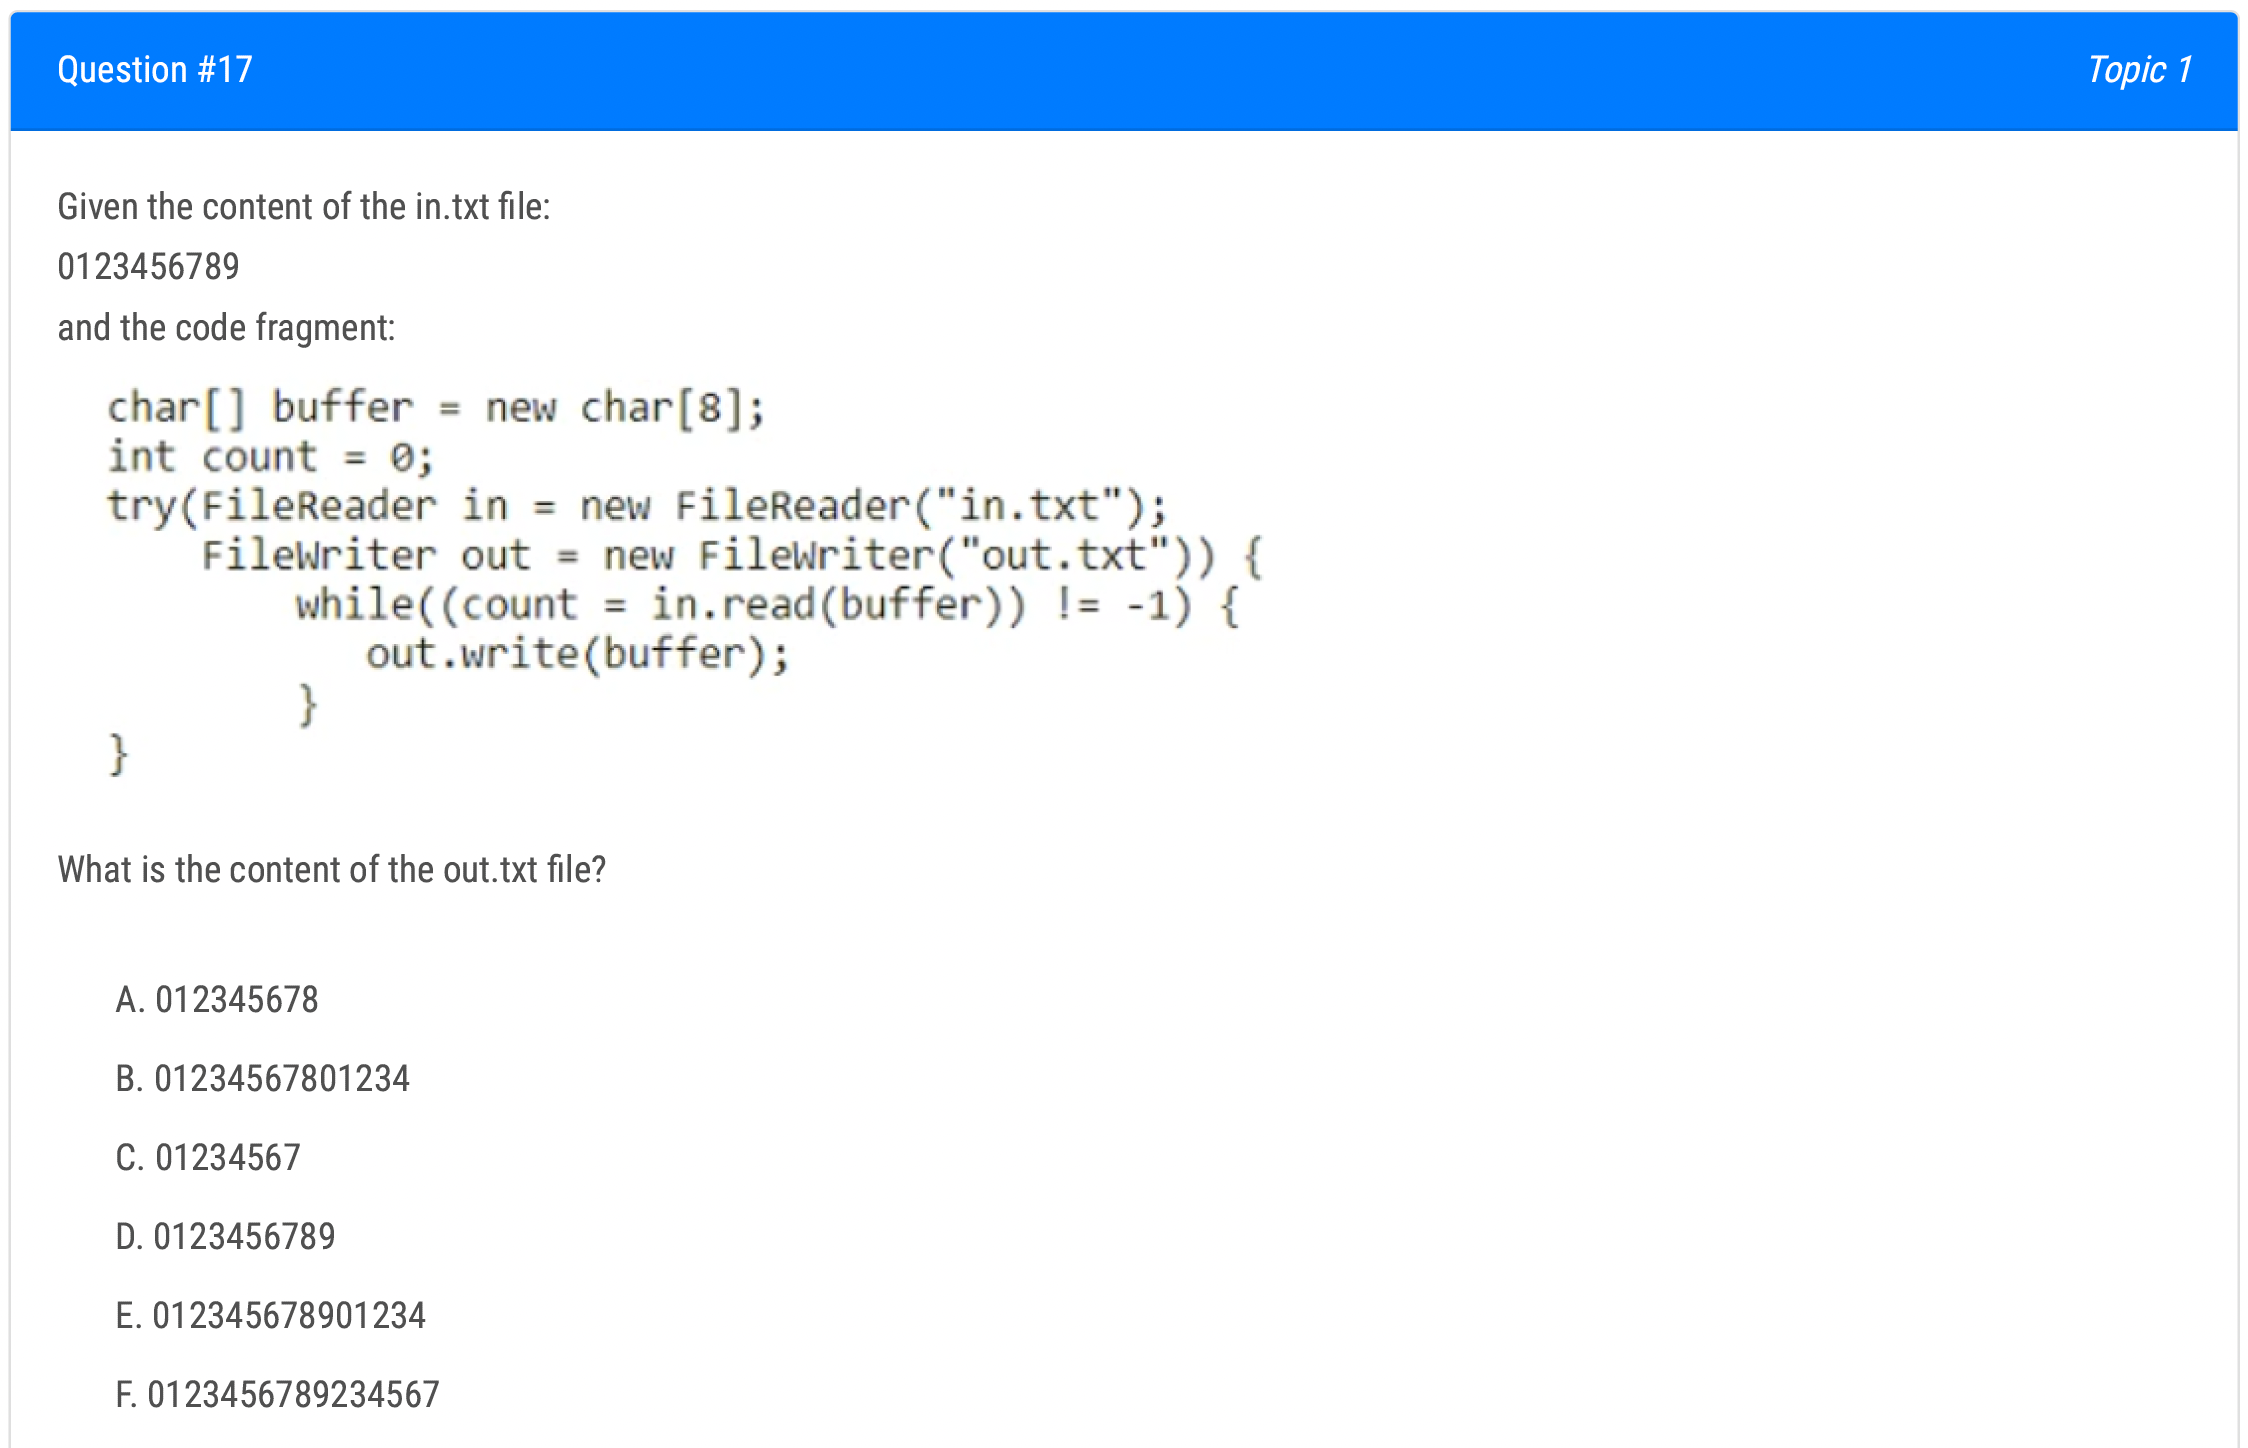 Question #17
Topic 1
Given the content of the in.txt file:
0123456789
and the code fragment:
char[] buffer = new char[8];
int count = 0;
try(FileReader in = new FileReader("in.txt");
FileWriter out = new FileWriter("out.txt")) {
while((count = in.read(buffer)) != -1) {
out.write(buffer);
}
}
What is the content of the out.txt file?
A. 012345678
B. 01234567801234
C. 01234567
D. 0123456789
E. 012345678901234
F. 0123456789234567